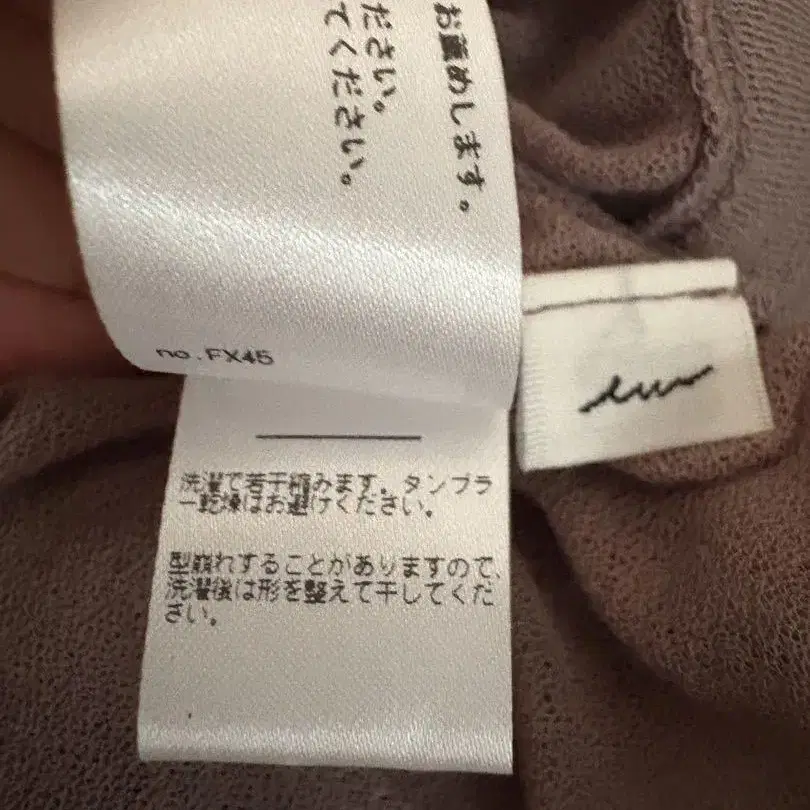 お薦めします。
ださい。
てください。
no.FX45
洗濯で若干縮みます。タンブラ
ー乾燥はお避けください。
型崩れすることがありますので、
洗濯後は形を整えて干してくだ
さい。